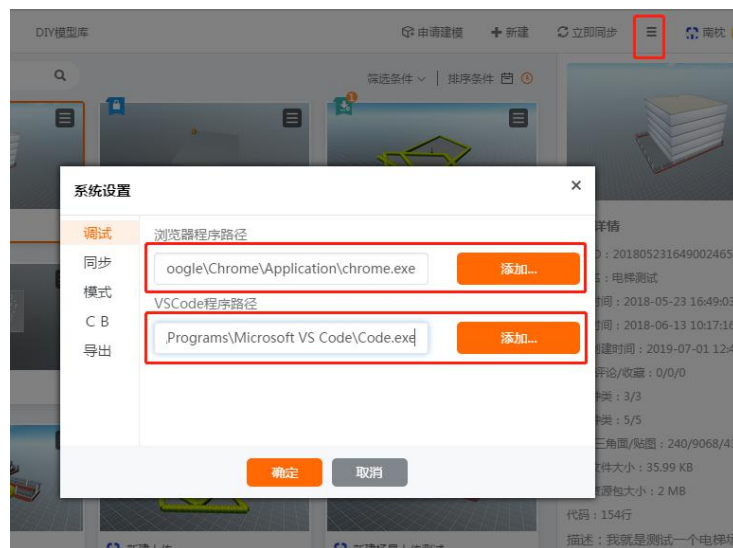 DIY模型库 申请建模 新建 立即同步 南枕
筛选条件 | 排序条件
1
系统设置 ×
调试
同步
模式
C B
导出
浏览器程序路径
oogle\Chrome\Application\chrome.exe 添加...
VSCode程序路径
.Programs\Microsoft VS Code\Code.exe 添加...
确定 取消
详情
: 201805231649002465
: 电梯测试
时间 : 2018-05-23 16:49:03
时间 : 2018-06-13 10:17:16
创建时间 : 2019-07-01 12:4
评论/收藏 : 0/0/0
种类 : 3/3
种类 : 5/5
三角面/贴图 : 240/9068/4
文件大小 : 35.99 KB
资源包大小 : 2 MB
代码 : 154行
描述 : 我就是测试一个电梯场